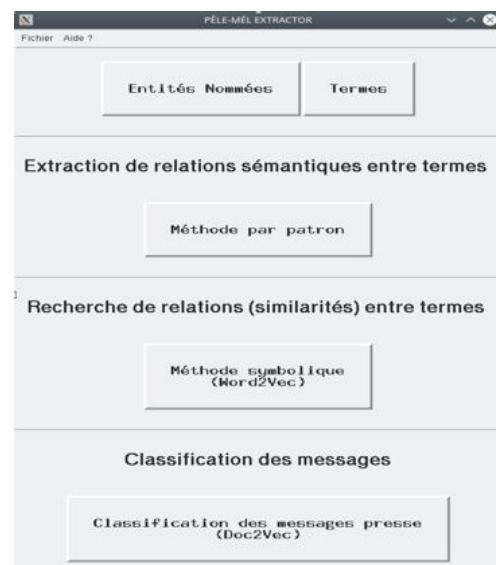 PÊLE-MÊL EXTRACTOR
Fichier Aide ?
Entités Nommées Termes
Extraction de relations sémantiques entre termes
Méthode par patron
Recherche de relations (similarités) entre termes
Méthode symbolique
(Word2Vec)
Classification des messages
Classification des messages presse
(Doc2Vec)